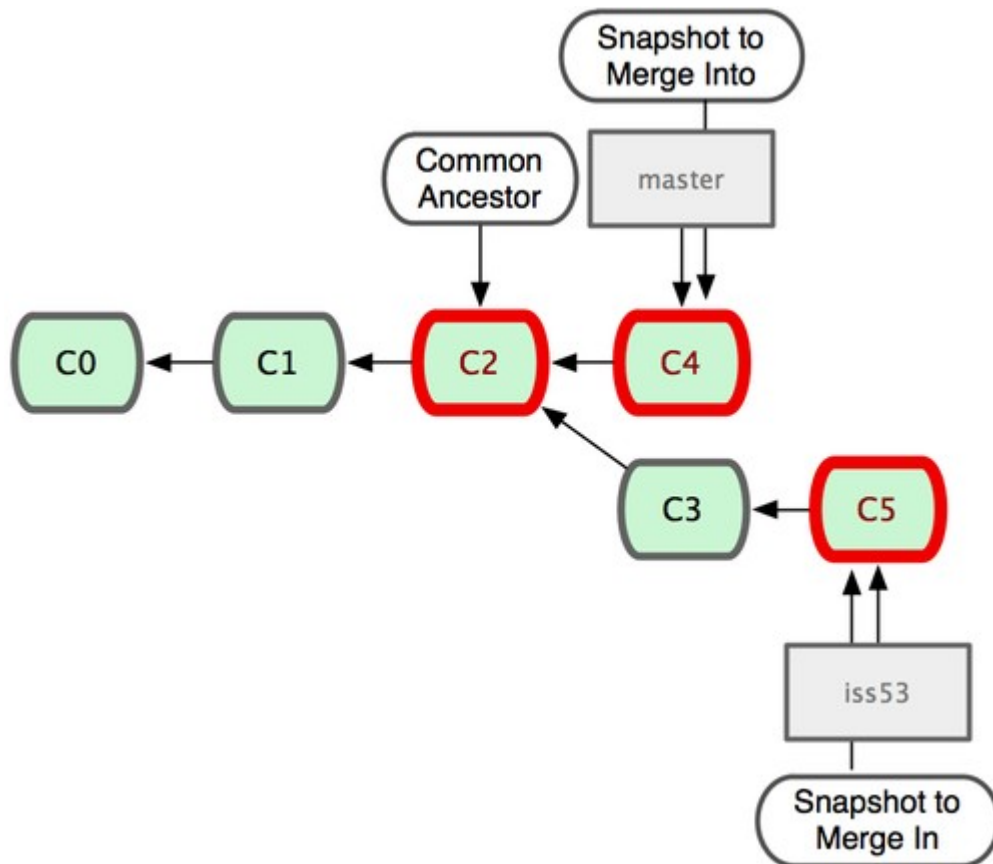 Snapshot to
Merge Into
Common
Ancestor
master
C0
C1
C2
C4
C3
C5
iss53
Snapshot to
Merge In